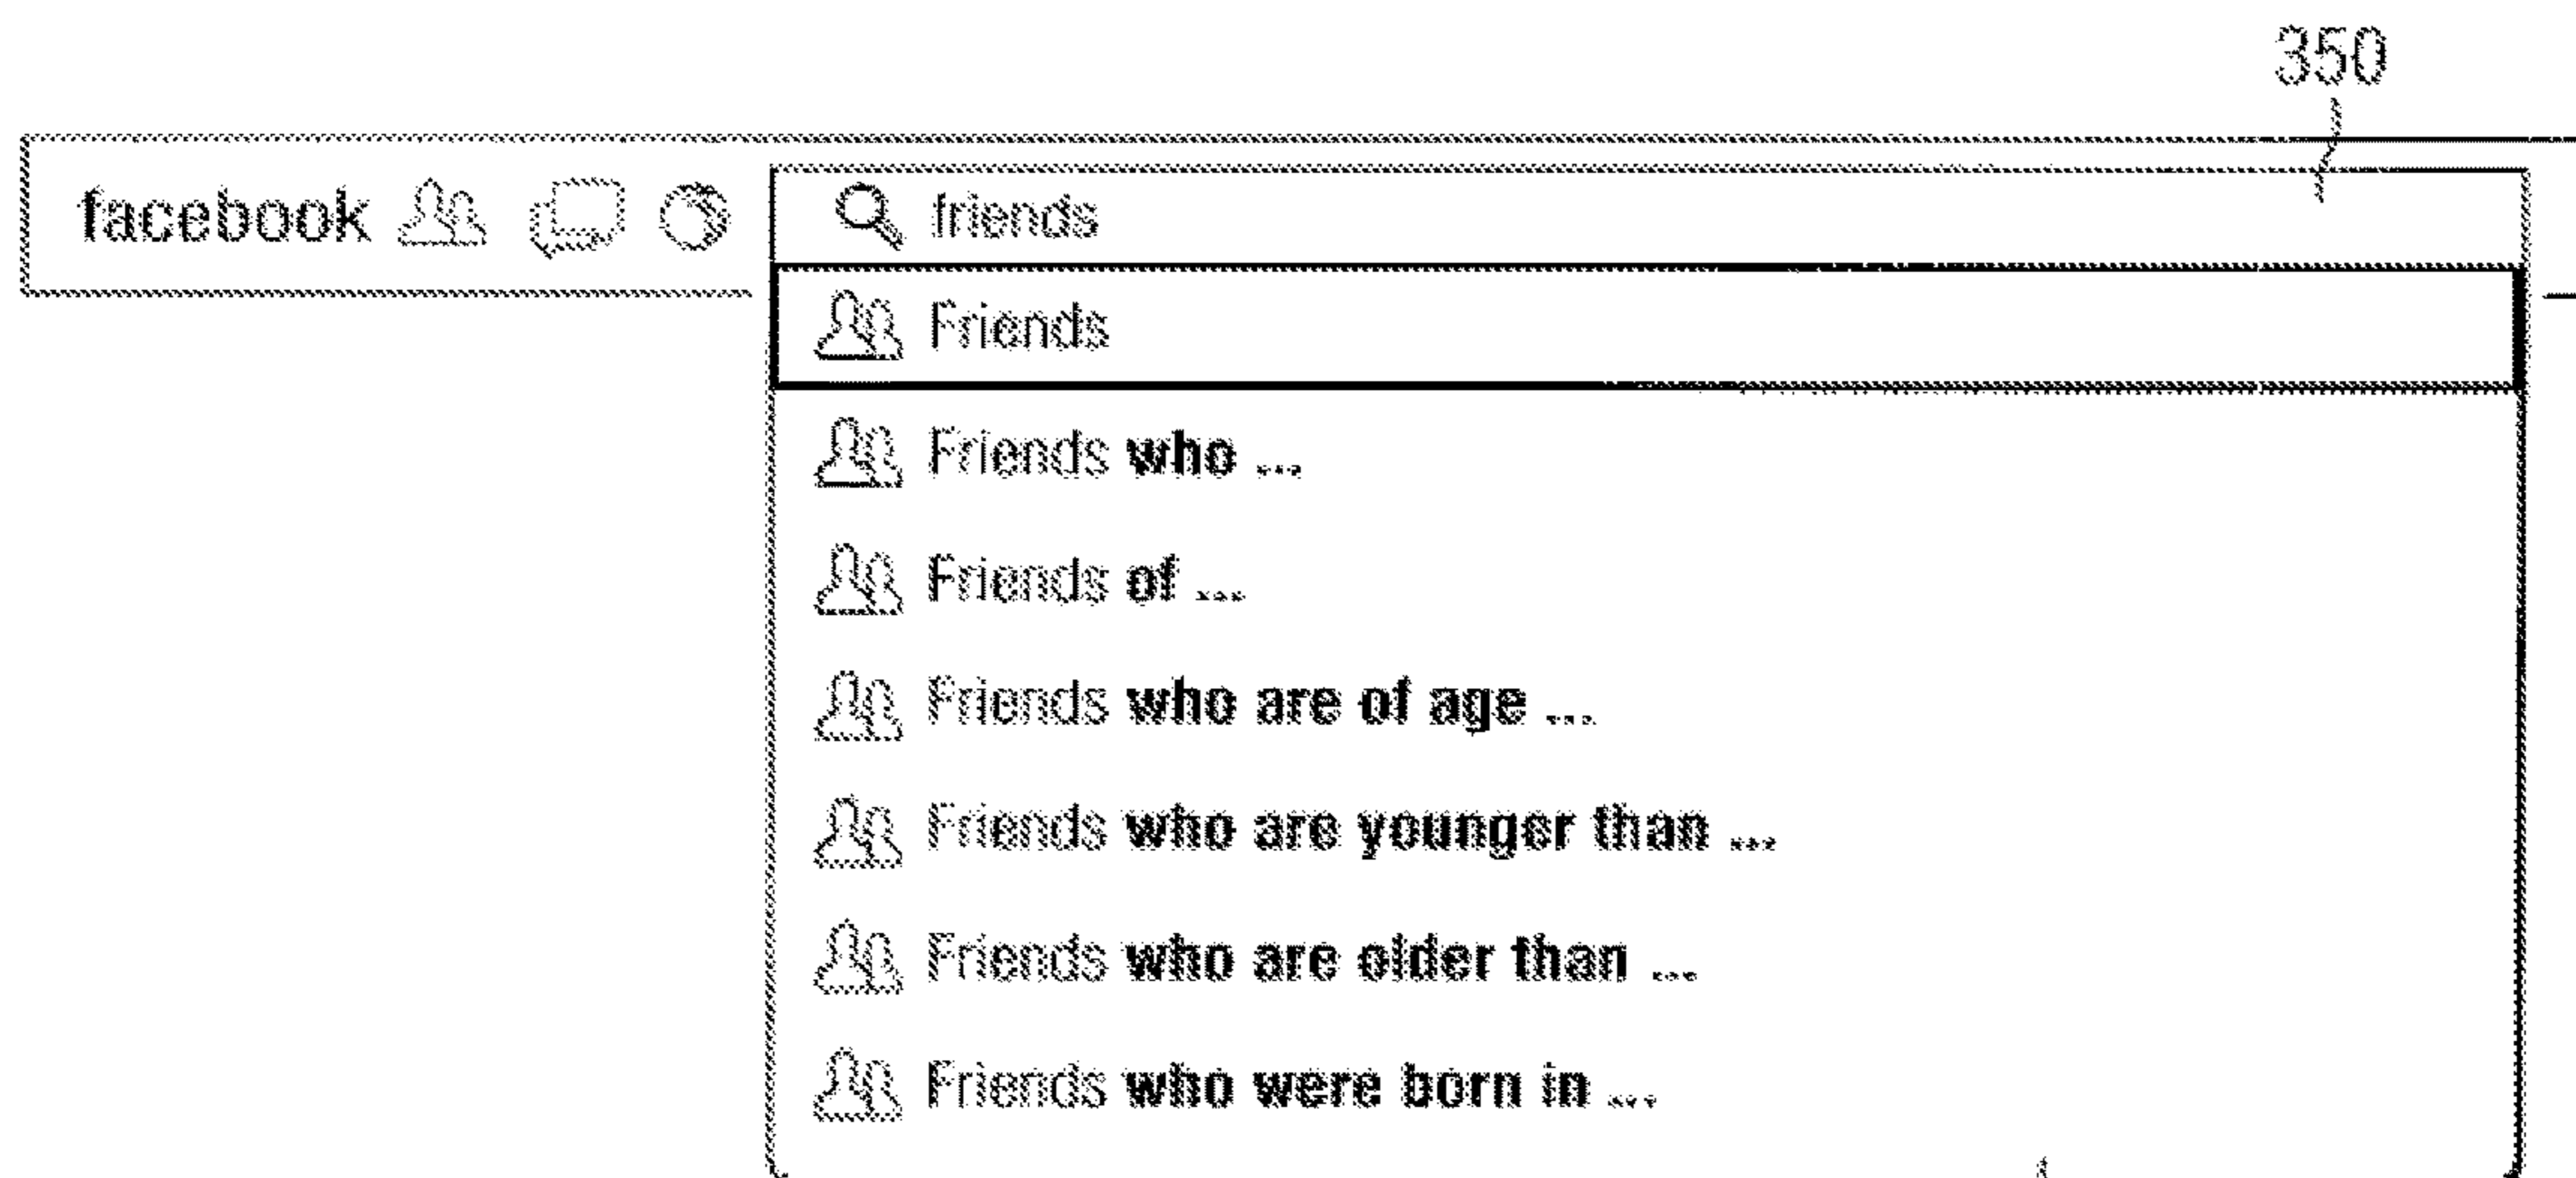 350
facebook friends
Friends
Friends who ...
Friends of ...
Friends who are of age ...
Friends who are younger than ...
Friends who are older than ...
Friends who were born in ...